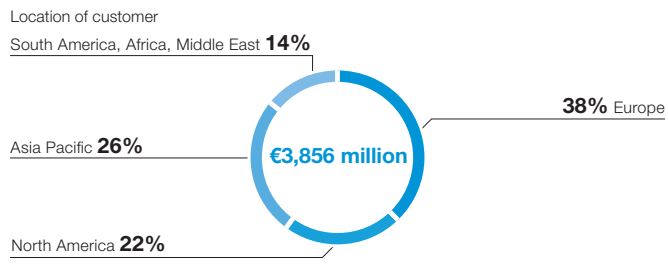 Location of customer
South America, Africa, Middle East 14%
38% Europe
Asia Pacific 26%
€3,856 million
North America 22%